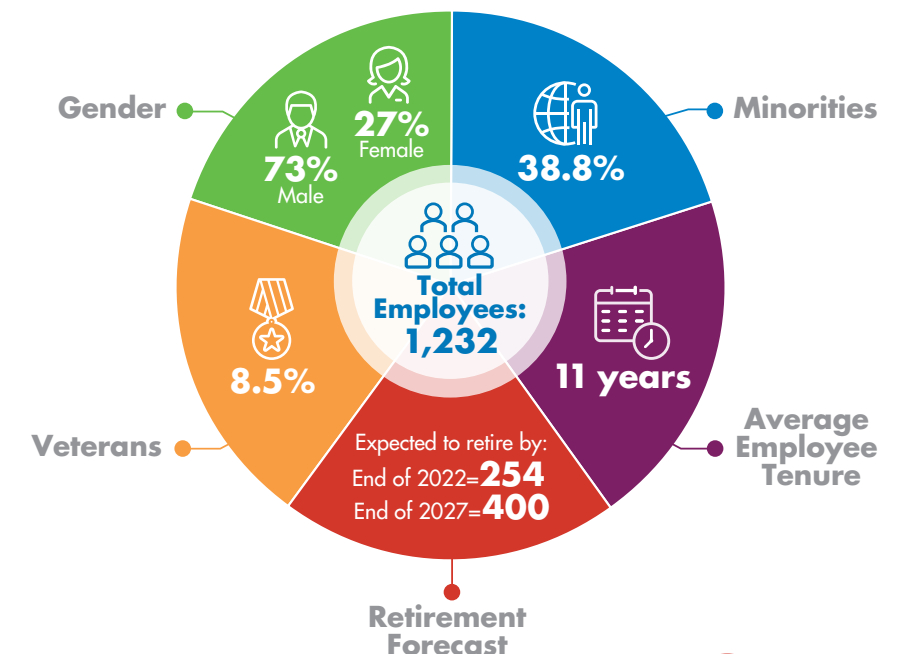 Gender
73%
Male
27%
Female
Minorities
38.8%
Total
Employees:
1,232
Veterans
8.5%
11 years
Average
Employee
Tenure
Expected to retire by:
End of 2022=254
End of 2027=400
Retirement
Forecast